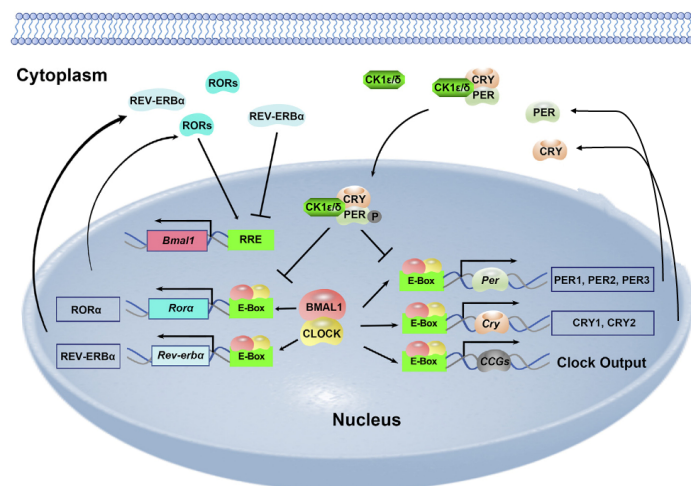 Cytoplasm
RORs
REV-ERBα
RORs
REV-ERBα
CK1ε/δ
CRY
CK1ε/δ
PER
PER
CRY
CRY
CK1ε/δ
PER
P
Bmal1
RRE
RORα
Rorα
E-Box
REV-ERBα
Rev-erbα
E-Box
BMAL1
CLOCK
E-Box
Per
PER1, PER2, PER3
E-Box
Cry
CRY1, CRY2
E-Box
CCGs
Clock Output
Nucleus